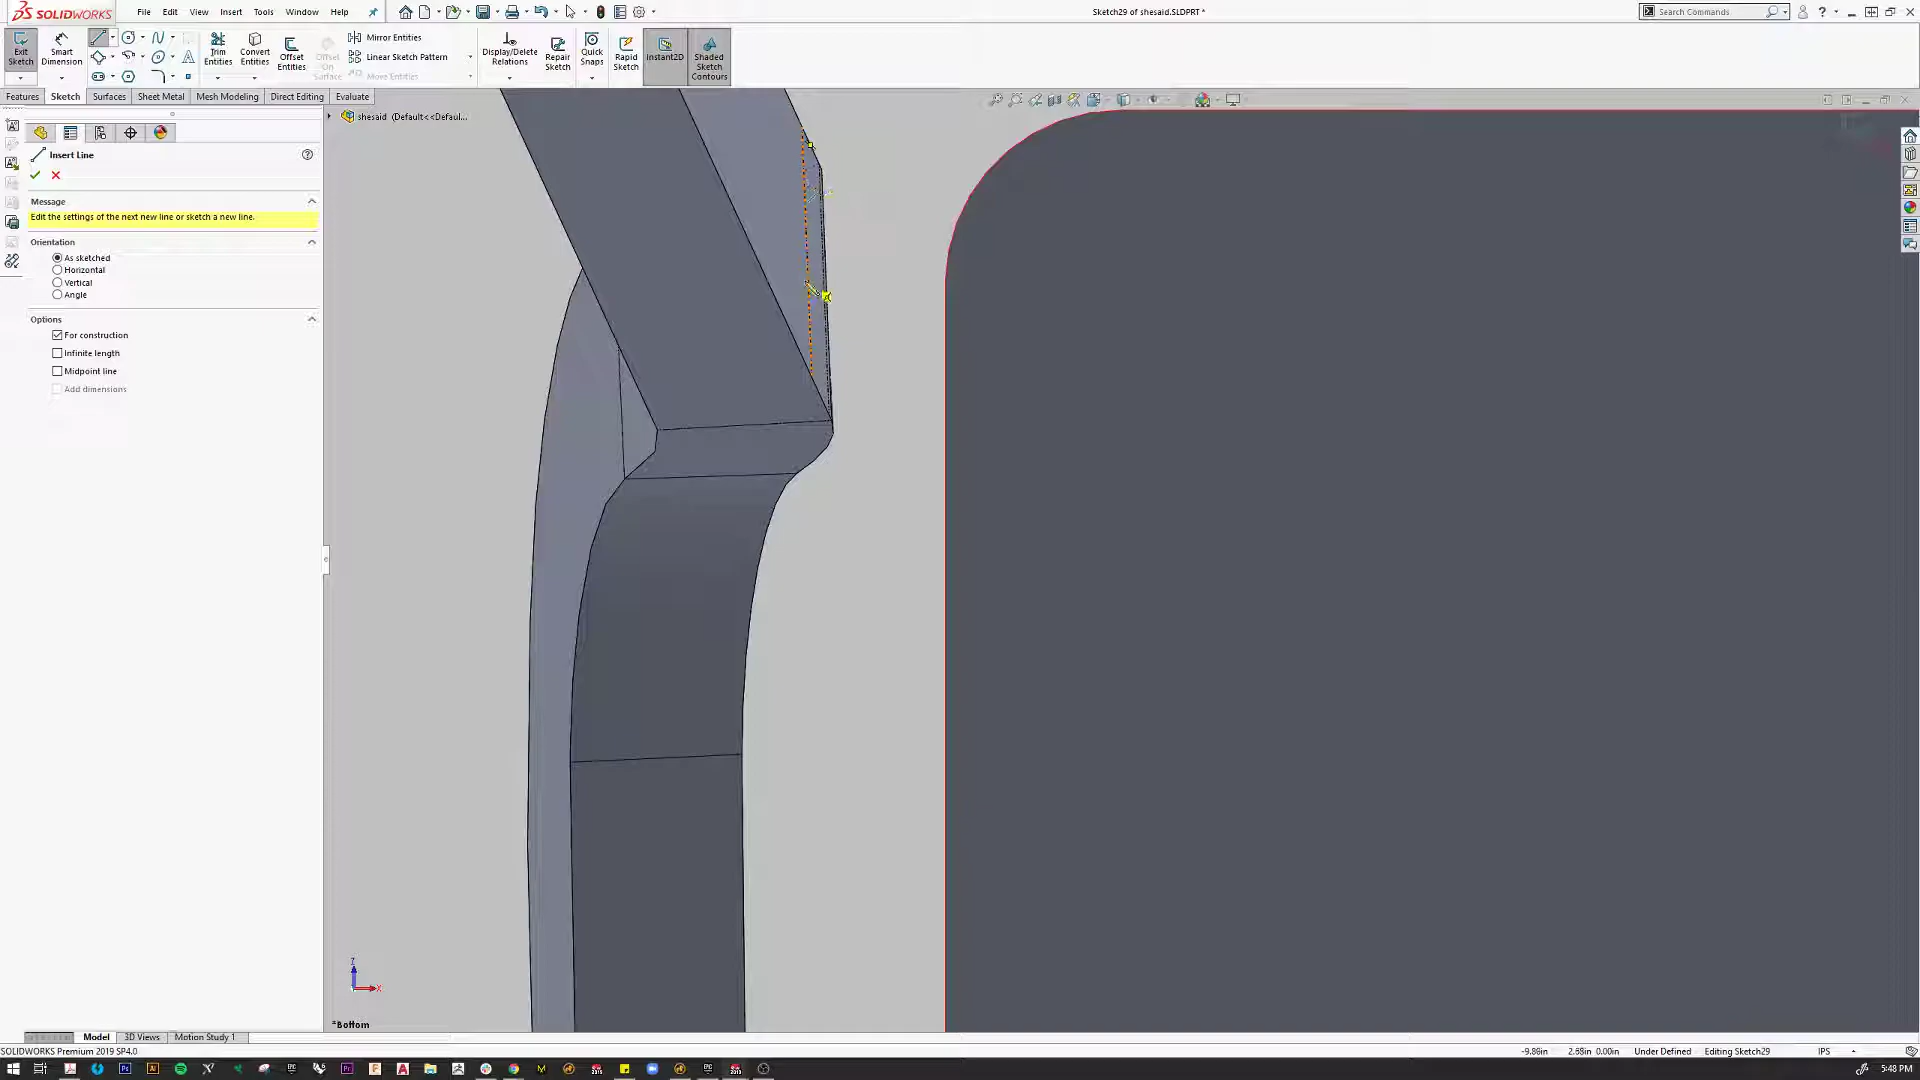 SOLIDWORKS
File Edit View Insert Tools Window Help
Sketch29 of shesaid.SLDPRT *
Search Commands
Exit Sketch
Smart Dimension
Trim Entities
Convert Entities
Offset Entities
Offset On Surface
Mirror Entities
Linear Sketch Pattern
Move Entities
Display/Delete Relations
Repair Sketch
Quick Snaps
Rapid Sketch
Instant2D
Shaded Sketch Contours
Features Sketch Surfaces Sheet Metal Mesh Modeling Direct Editing Evaluate
shesaid (Default<<Defaul...
Insert Line
Message
Edit the settings of the next new line or sketch a new line.
Orientation
As sketched
Horizontal
Vertical
Angle
Options
For construction
Infinite length
Midpoint line
Add dimensions
Z
X
*Bottom
Model 3D Views Motion Study 1
SOLIDWORKS Premium 2019 SP4.0
-9.86in 2.68in 0.00in Under Defined Editing Sketch29 IPS
5:48 PM